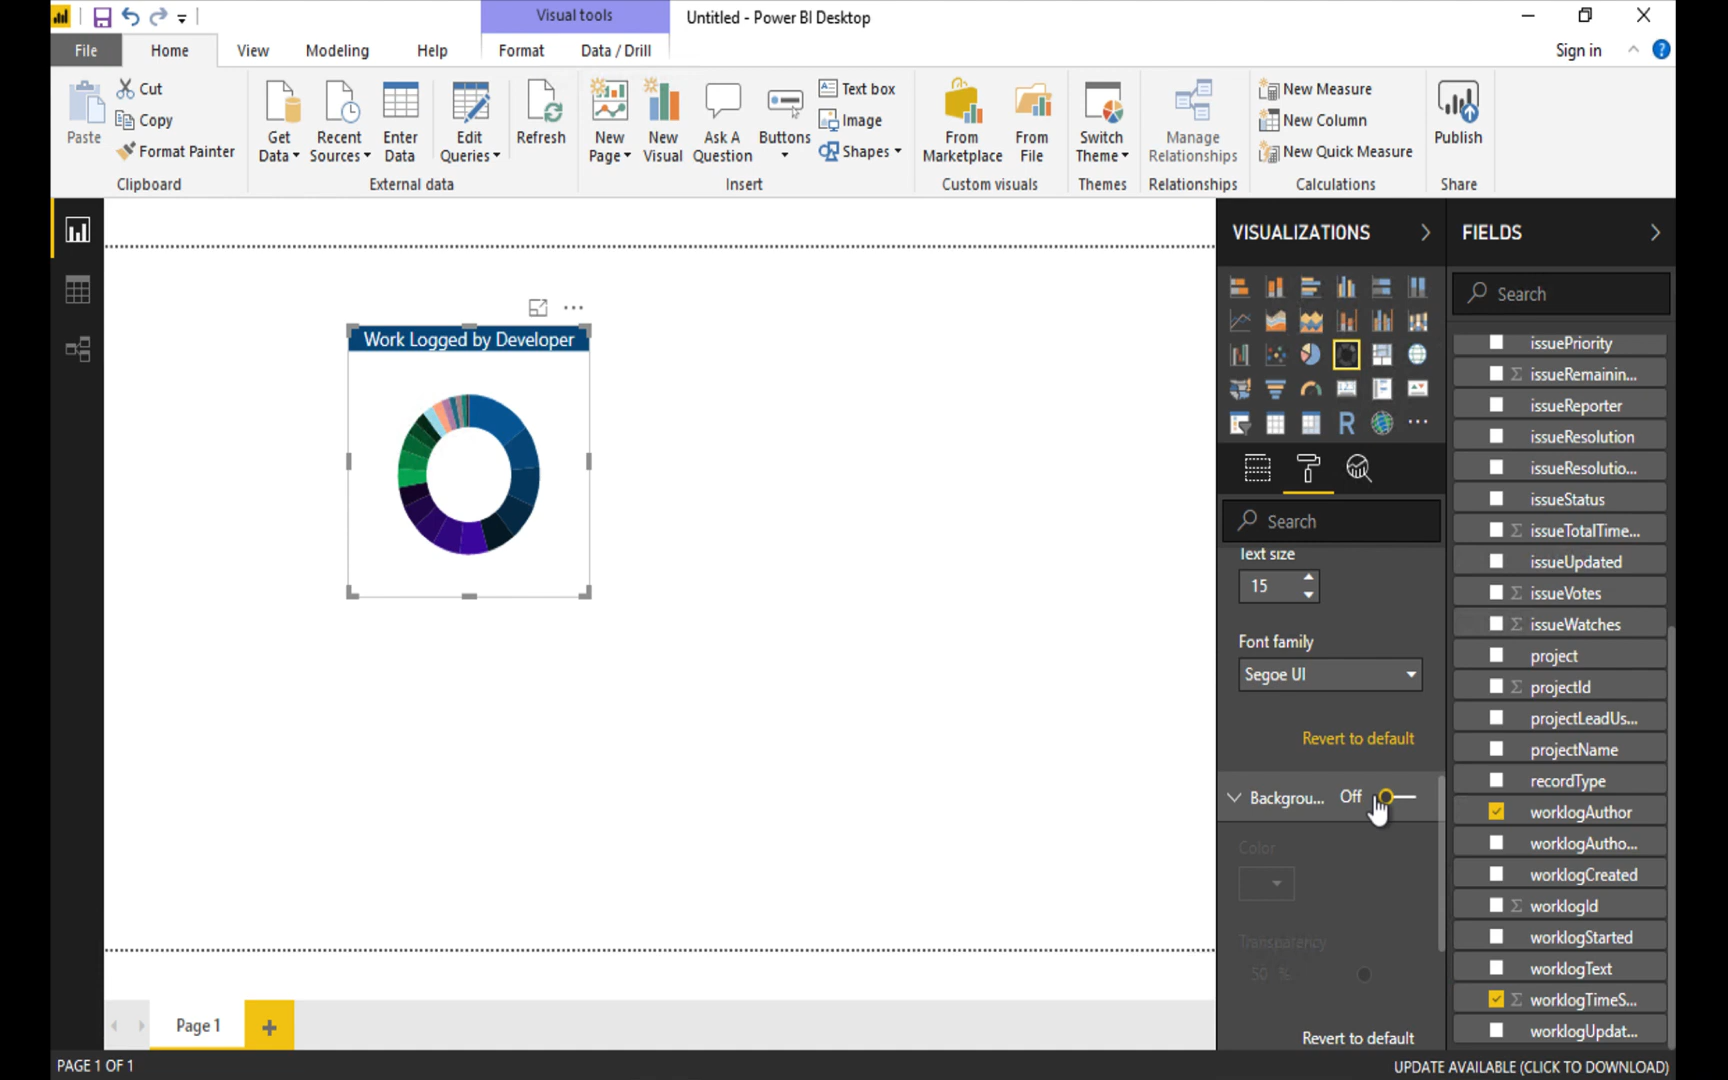 Visual tools
Untitled - Power BI Desktop
File
Home
View
Modeling
Help
Format
Data / Drill
Sign in
?
Paste
Cut
Copy
Format Painter
Clipboard
Get Data
Recent Sources
Enter Data
Edit Queries
Refresh
External data
New Page
New Visual
Ask A Question
Buttons
Text box
Image
Shapes
Insert
From Marketplace
From File
Custom visuals
Switch Theme
Themes
Manage Relationships
Relationships
New Measure
New Column
New Quick Measure
Calculations
Publish
Share
Work Logged by Developer
VISUALIZATIONS
R
Search
Text size
15
Font family
Segoe UI
Revert to default
Backgrou... Off
Color
Transparency
50 %
Revert to default
FIELDS
Search
issuePriority
Σ issueRemainin...
issueReporter
issueResolution
issueResolutio...
issueStatus
Σ issueTotalTime...
issueUpdated
Σ issueVotes
Σ issueWatches
project
Σ projectId
projectLeadUs...
projectName
recordType
worklogAuthor
worklogAutho...
worklogCreated
Σ worklogId
worklogStarted
worklogText
Σ worklogTimeS...
worklogUpdat...
Page 1
+
PAGE 1 OF 1
UPDATE AVAILABLE (CLICK TO DOWNLOAD)